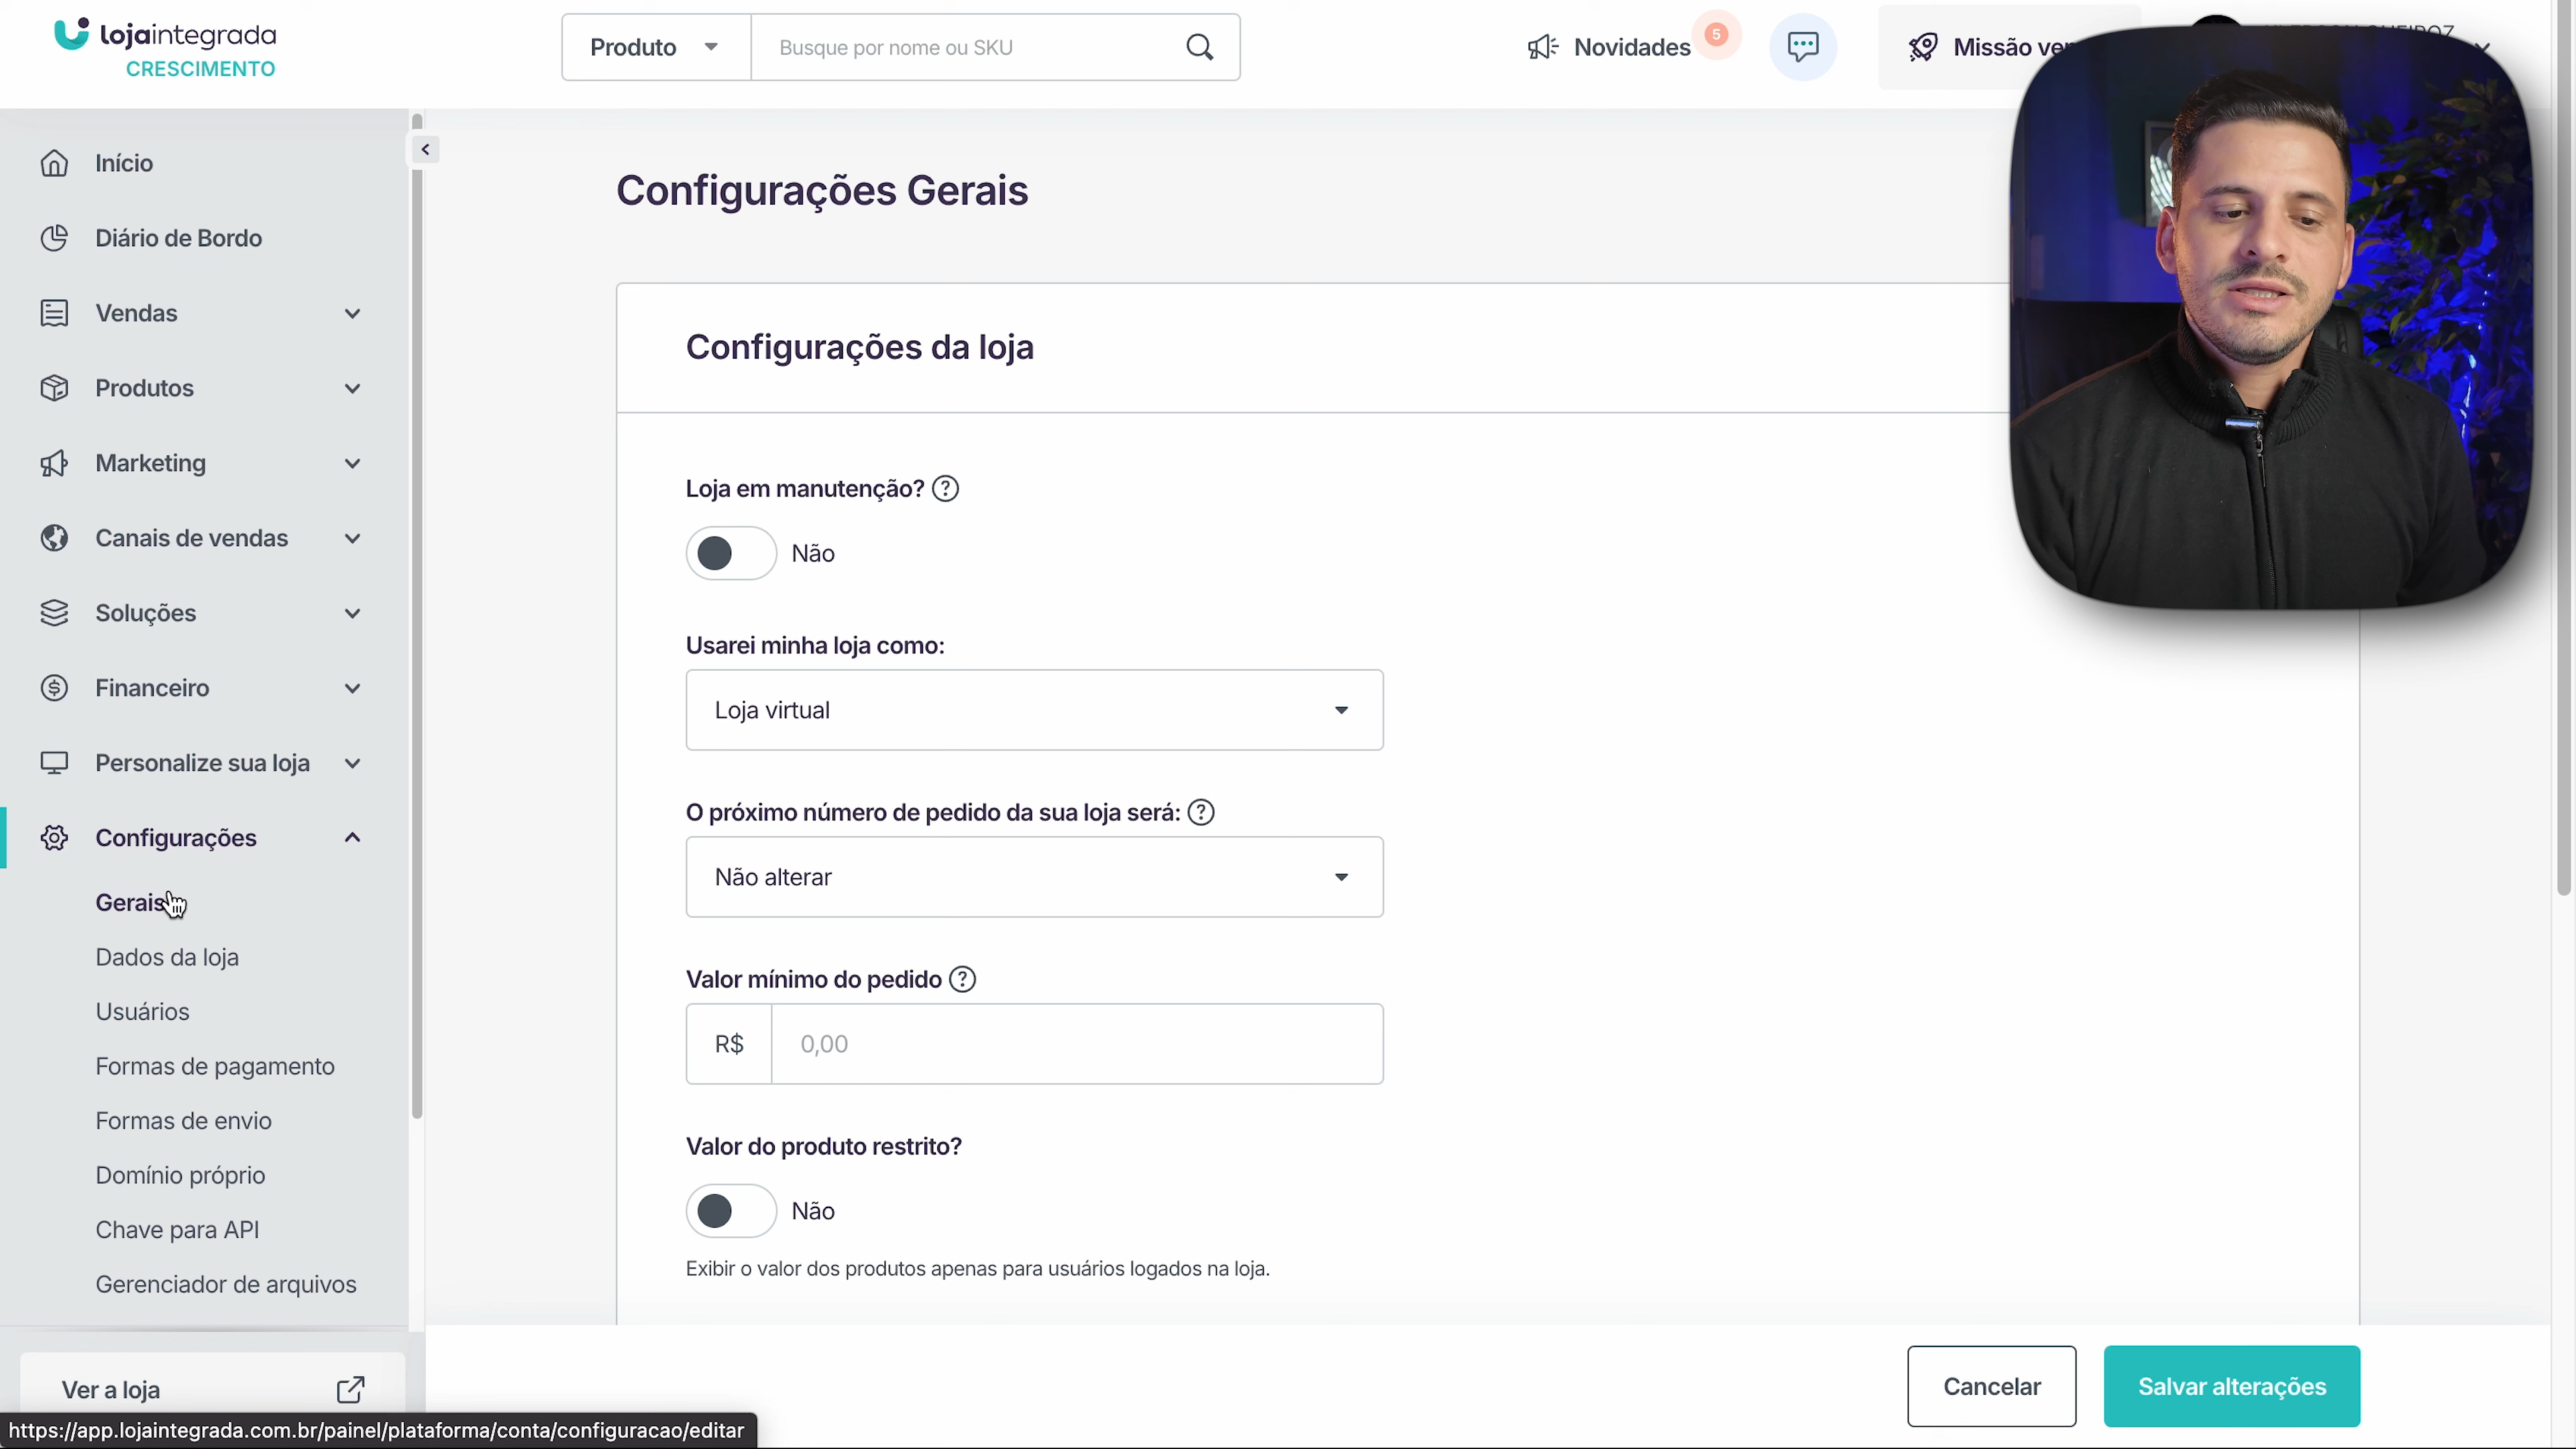 lojaintegrada
CRESCIMENTO
Produto
Busque por nome ou SKU
Novidades
5
Missão
Início
Diário de Bordo
Vendas
Produtos
Marketing
Canais de vendas
Soluções
Financeiro
Personalize sua loja
Configurações
Gerais
Dados da loja
Usuários
Formas de pagamento
Formas de envio
Domínio próprio
Chave para API
Gerenciador de arquivos
Ver a loja
Configurações Gerais
Configurações da loja
Loja em manutenção? ?
Não
Usarei minha loja como:
Loja virtual
O próximo número de pedido da sua loja será: ?
Não alterar
Valor mínimo do pedido ?
R$ 0,00
Valor do produto restrito?
Não
Exibir o valor dos produtos apenas para usuários logados na loja.
Cancelar
Salvar alterações
https://app.lojaintegrada.com.br/painel/plataforma/conta/configuracao/editar